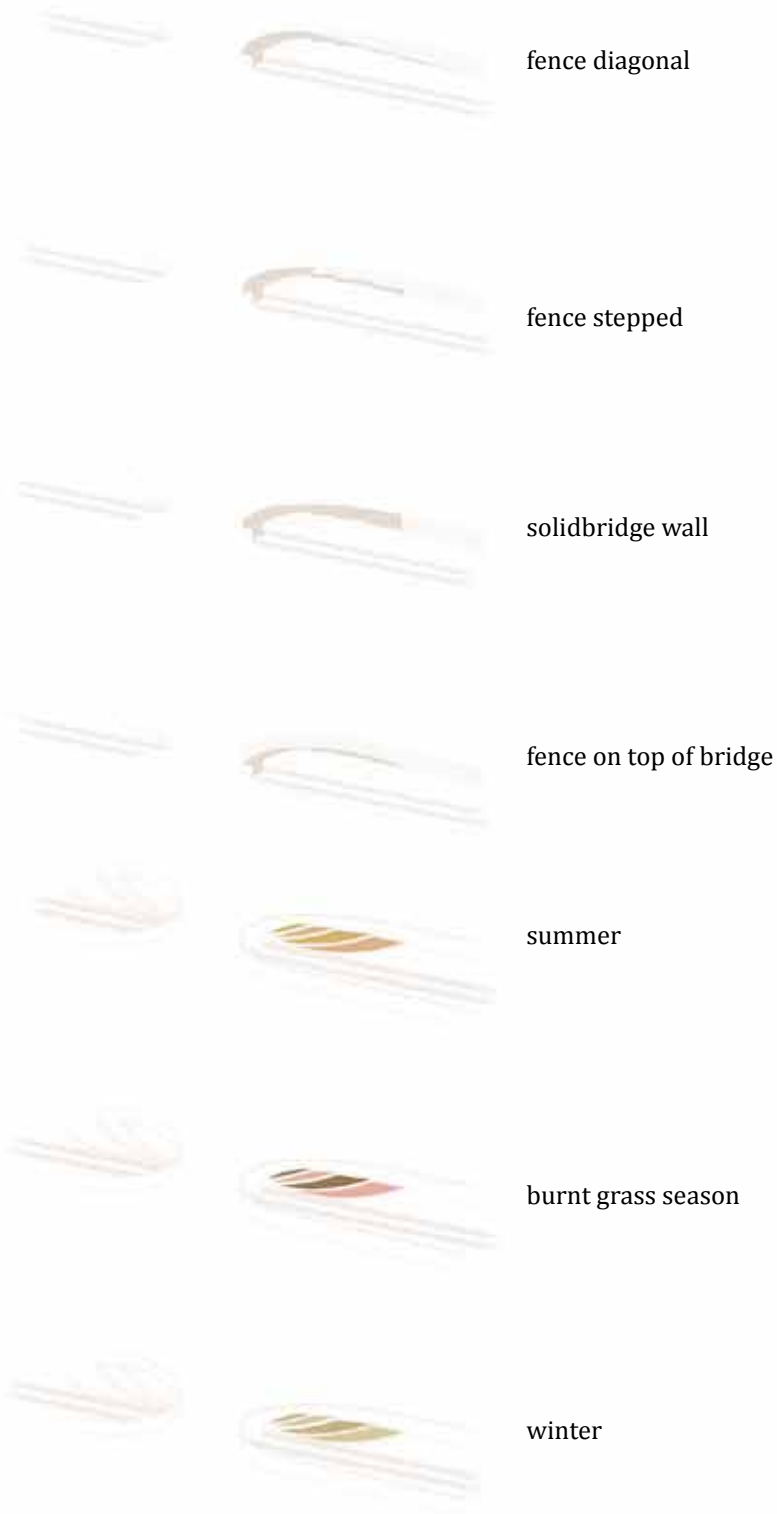 fence diagonal
fence stepped
solidbridge wall
fence on top of bridge
summer
burnt grass season
winter